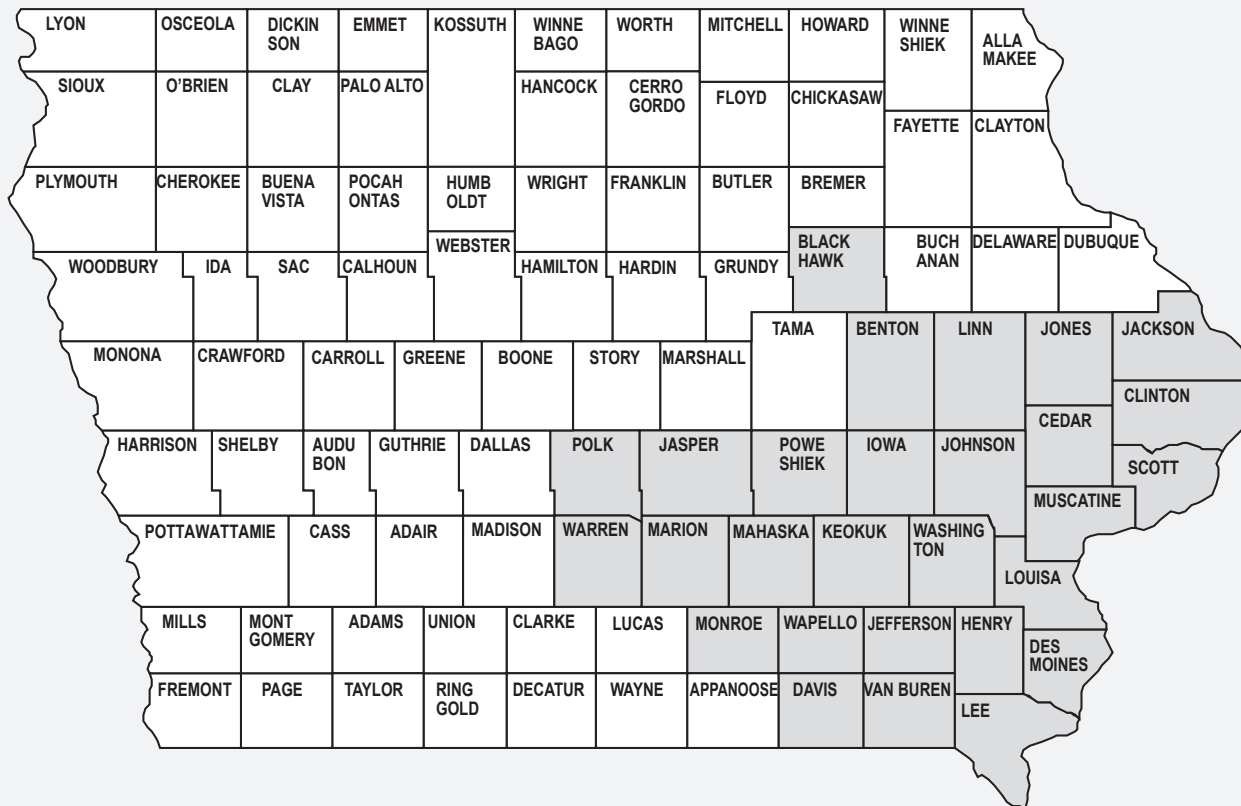 LYON
OSCEOLA
DICKIN
SON
EMMET
KOSSUTH
WINNE
BAGO
WORTH
MITCHELL
HOWARD
WINNE
SHIEK
ALLA
MAKEE
SIOUX
O'BRIEN
CLAY
PALO ALTO
HANCOCK
CERRO
GORDO
FLOYD
CHICKASAW
FAYETTE
CLAYTON
PLYMOUTH
CHEROKEE
BUENA
VISTA
POCAH
ONTAS
HUMB
OLDT
WRIGHT
FRANKLIN
BUTLER
BREMER
WEBSTER
BLACK
HAWK
BUCH
ANAN
DELAWARE
DUBUQUE
WOODBURY
IDA
SAC
CALHOUN
HAMILTON
HARDIN
GRUNDY
TAMA
BENTON
LINN
JONES
JACKSON
MONONA
CRAWFORD
CARROLL
GREENE
BOONE
STORY
MARSHALL
CLINTON
CEDAR
HARRISON
SHELBY
AUDU
BON
GUTHRIE
DALLAS
POLK
JASPER
POWE
SHIEK
IOWA
JOHNSON
SCOTT
MUSCATINE
POTTAWATTAMIE
CASS
ADAIR
MADISON
WARREN
MARION
MAHASKA
KEOKUK
WASHING
TON
LOUISA
MILLS
MONT
GOMERY
ADAMS
UNION
CLARKE
LUCAS
MONROE
WAPELLO
JEFFERSON
HENRY
DES
MOINES
FREMONT
PAGE
TAYLOR
RING
GOLD
DECATUR
WAYNE
APPANOOSE
DAVIS
VAN BUREN
LEE